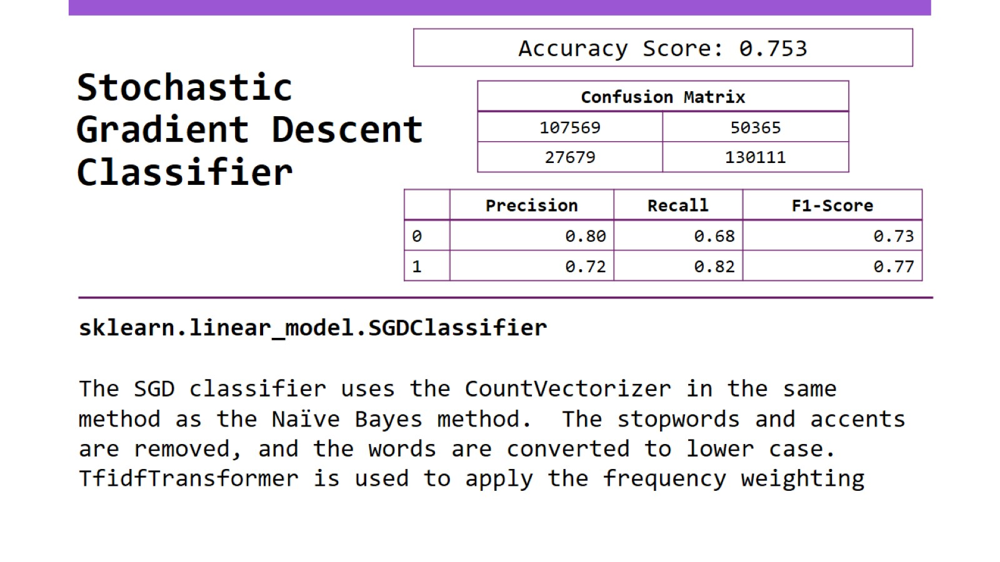 Stochastic
Gradient Descent
Classifier
Accuracy Score: 0.753
Confusion Matrix
107569 50365
27679 130111
Precision Recall F1-Score
0 0.80 0.68 0.73
1 0.72 0.82 0.77
sklearn.linear_model.SGDClassifier
The SGD classifier uses the CountVectorizer in the same
method as the Naïve Bayes method.  The stopwords and accents
are removed, and the words are converted to lower case.
TfidfTransformer is used to apply the frequency weighting